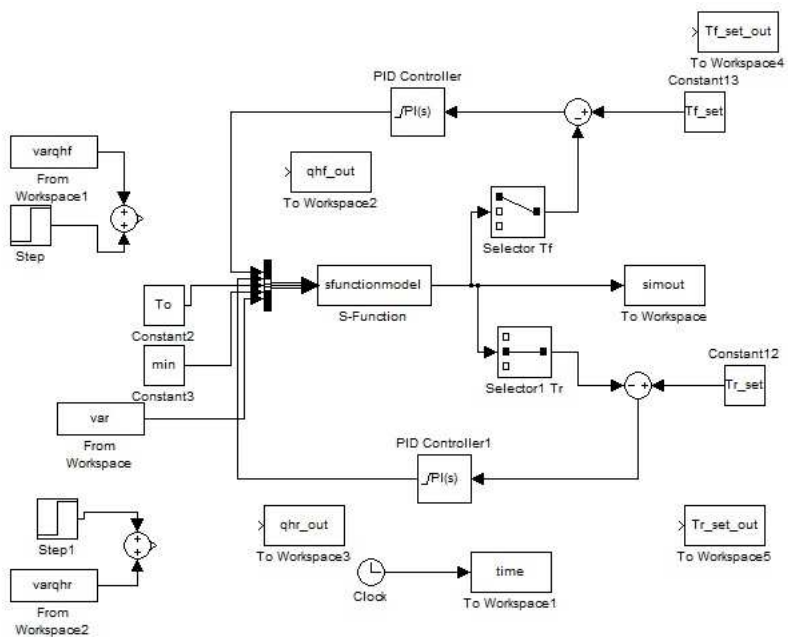 Tf_set_out
To Workspace4
PID Controller
Constant13
PI(s)
Tf_set
varqhf
From
Workspace1
qhf_out
To Workspace2
Step
Selector Tf
sfunctionmodel
S-Function
simout
To Workspace
To
Constant2
min
Constant3
Selector1 Tr
Constant12
Tr_set
var
From
Workspace
PID Controller1
PI(s)
Step1
qhr_out
To Workspace3
Tr_set_out
To Workspace5
varqhr
From
Workspace2
Clock
time
To Workspace1